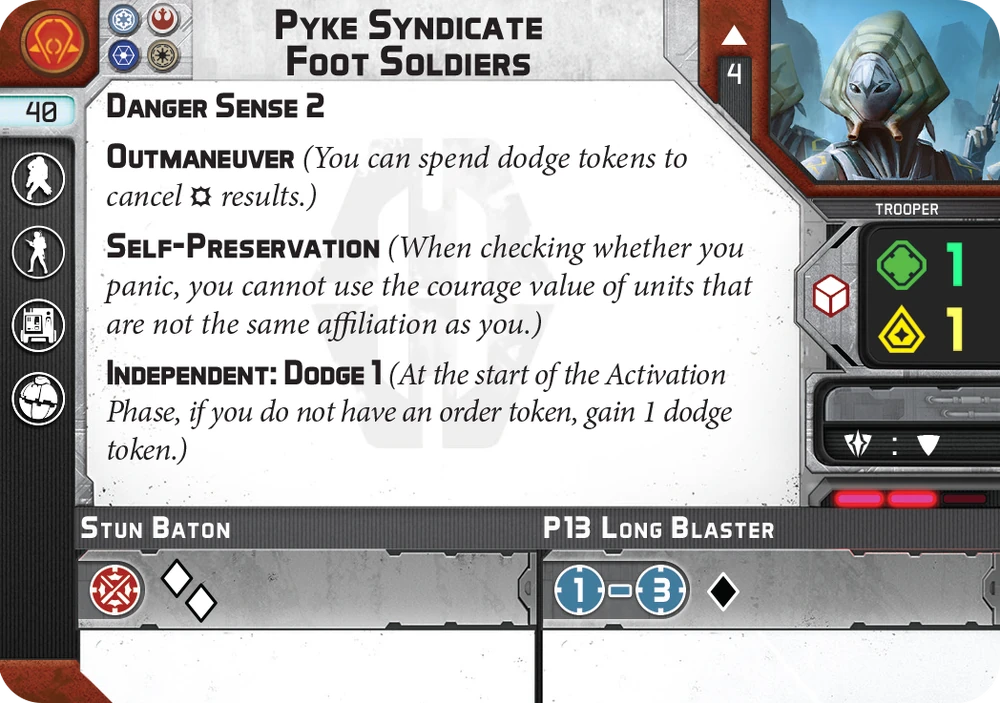 PYKE SYNDICATE
FOOT SOLDIERS
4
40
DANGER SENSE 2
OUTMANEUVER (You can spend dodge tokens to
cancel results.)
SELF-PRESERVATION (When checking whether you
panic, you cannot use the courage value of units that
are not the same affiliation as you.)
INDEPENDENT: DODGE 1 (At the start of the Activation
Phase, if you do not have an order token, gain 1 dodge
token.)
TROOPER
1
1
:
STUN BATON
P13 LONG BLASTER
1-3